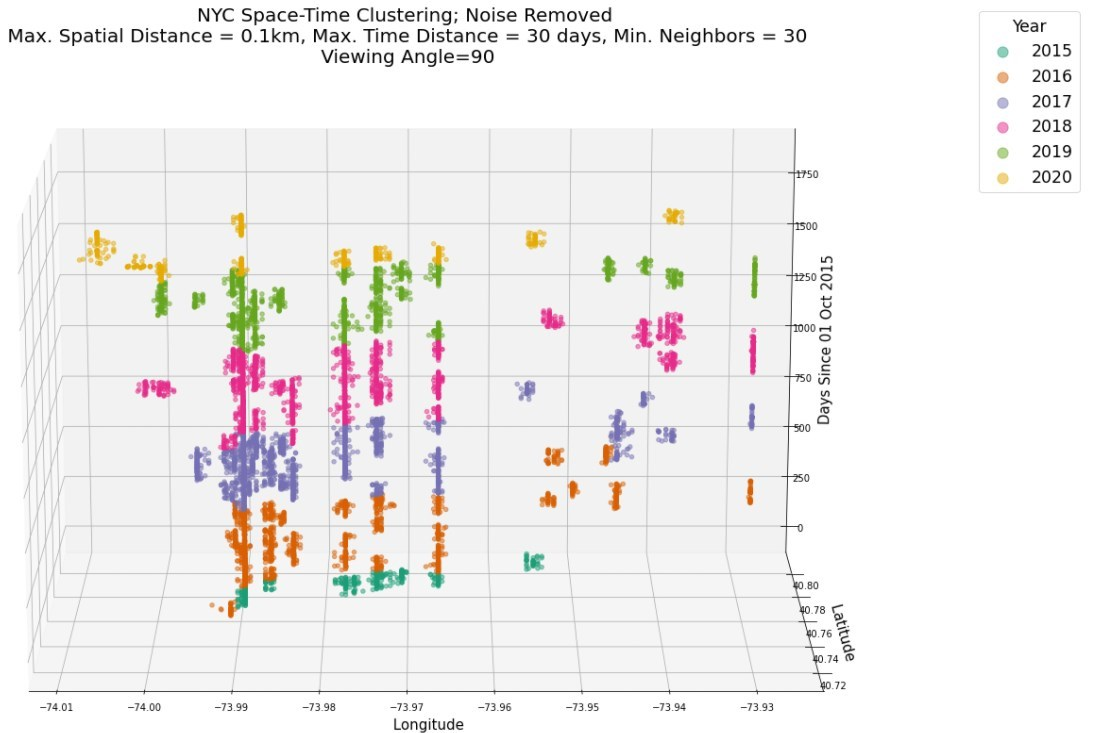 NYC Space-Time Clustering; Noise Removed
Max. Spatial Distance = 0.1km, Max. Time Distance = 30 days, Min. Neighbors = 30
Viewing Angle=90
Year
2015
2016
2017
2018
2019
2020
1750
1500
1250
1000
750
500
250
0
Days Since 01 Oct 2015
40.80
40.78
40.76
40.74
40.72
Latitude
−74.01 −74.00 −73.99 −73.98 −73.97 −73.96 −73.95 −73.94 −73.93
Longitude